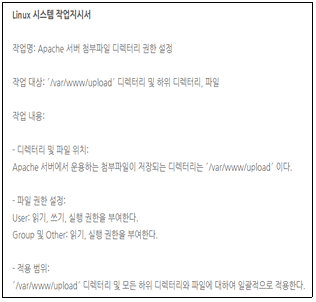 Linux 시스템 작업지시서
작업명: Apache 서버 첨부파일 디렉터리 권한 설정
작업 대상: '/var/www/upload' 디렉터리 및 하위 디렉터리, 파일
작업 내용:
- 디렉터리 및 파일 위치:
Apache 서버에서 운용하는 첨부파일이 저장되는 디렉터리는 '/var/www/upload' 이다.
- 파일 권한 설정:
User: 읽기, 쓰기, 실행 권한을 부여한다.
Group 및 Other: 읽기, 실행 권한을 부여한다.
- 적용 범위:
'/var/www/upload' 디렉터리 및 모든 하위 디렉터리와 파일에 대하여 일괄적으로 적용한다.